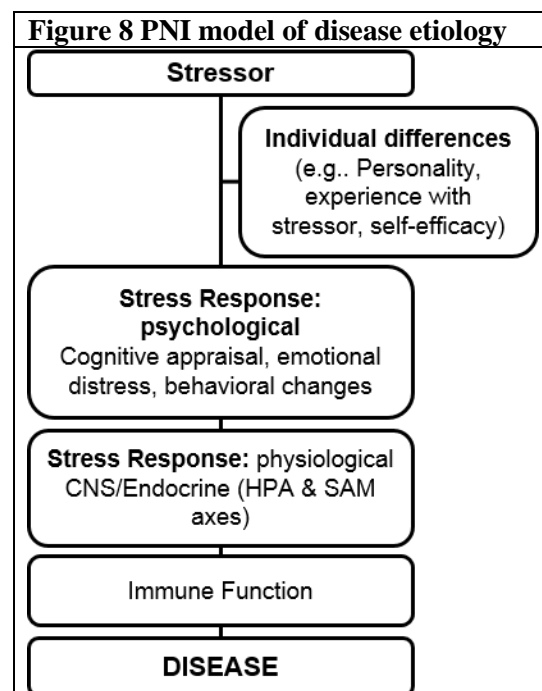 Figure 8 PNI model of disease etiology
Stressor
Individual differences
(e.g.. Personality,
experience with
stressor, self-efficacy)
Stress Response:
psychological
Cognitive appraisal, emotional
distress, behavioral changes
Stress Response: physiological
CNS/Endocrine (HPA & SAM
axes)
Immune Function
DISEASE